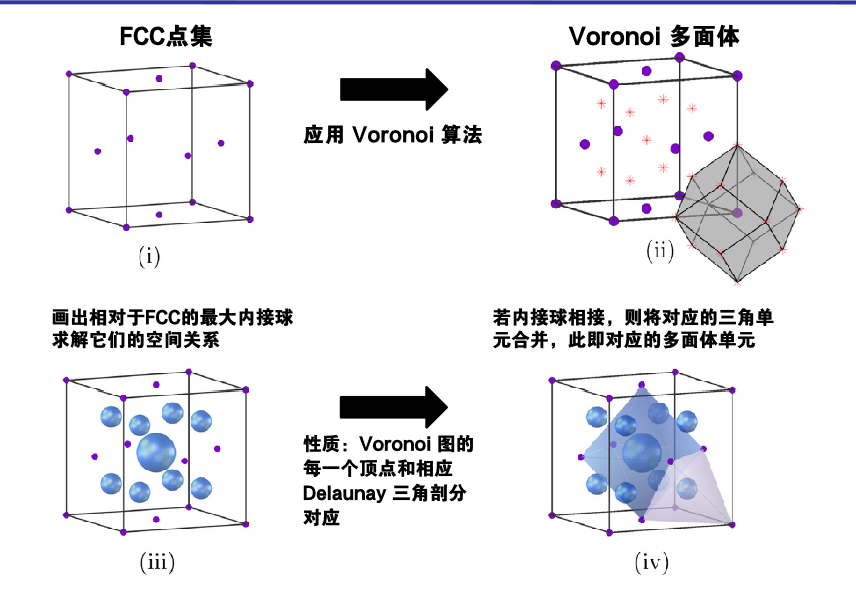 FCC点集
Voronoi 多面体
应用 Voronoi 算法
(i)
(ii)
画出相对于FCC的最大内接球
求解它们的空间关系
若内接球相接，则将对应的三角单
元合并，此即对应的多面体单元
性质：Voronoi 图的
每一个顶点和相应
Delaunay 三角剖分
对应
(iii)
(iv)